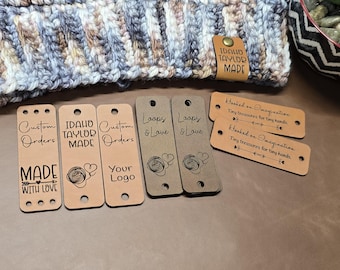 IDAHO
TAYLOR
MADE
Custom
Orders
MADE
WITH LOVE
IDAHO
TAYLOR
MADE
Custom
Orders
Your
Logo
Loops
& Love
Loops
& Love
Hooked on Imagination
Tiny treasures for tiny hands
Hooked on Imagination
Tiny treasures for tiny hands